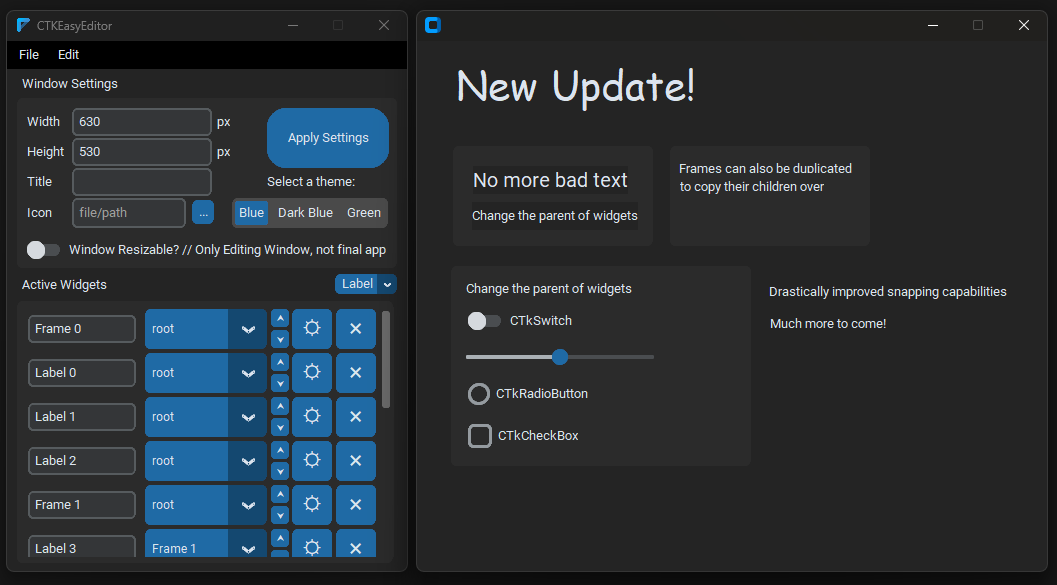 CTKEasyEditor
File Edit
Window Settings
Width 630 px
Height 530 px
Apply Settings
Title
Select a theme:
Icon file/path ...
Blue Dark Blue Green
Window Resizable? // Only Editing Window, not final app
Active Widgets Label
Frame 0 root
Label 0 root
Label 1 root
Label 2 root
Frame 1 root
Label 3 Frame 1
New Update!
No more bad text
Change the parent of widgets
Frames can also be duplicated
to copy their children over
Change the parent of widgets
CTkSwitch
CTkRadioButton
CTkCheckBox
Drastically improved snapping capabilities
Much more to come!